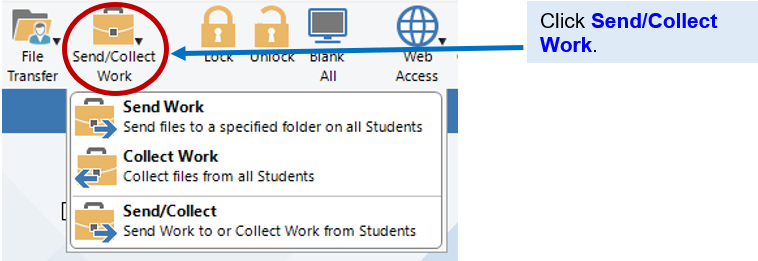 File
Transfer
Send/Collect
Work
Lock
Unlock
Blank
All
Web
Access
Click Send/Collect
Work.
Send Work
Send files to a specified folder on all Students
Collect Work
Collect files from all Students
Send/Collect
Send Work to or Collect Work from Students